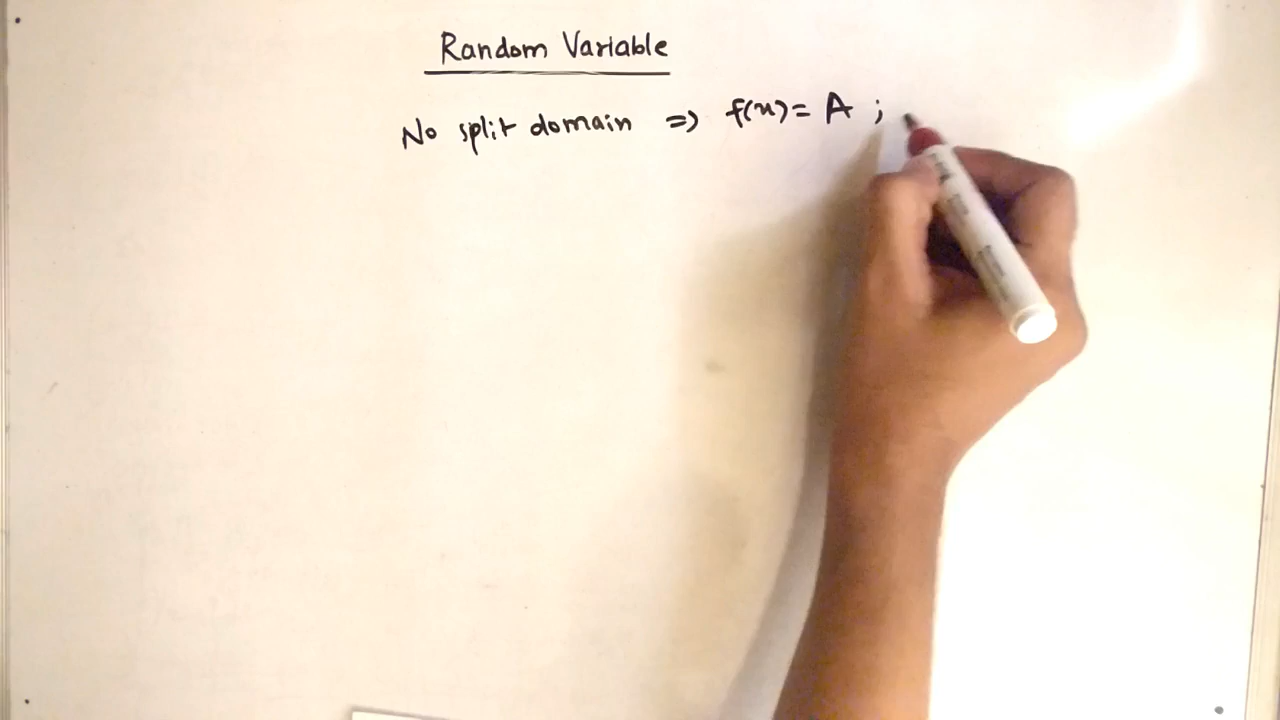 Random Variable
No split domain => f(x) = A ;